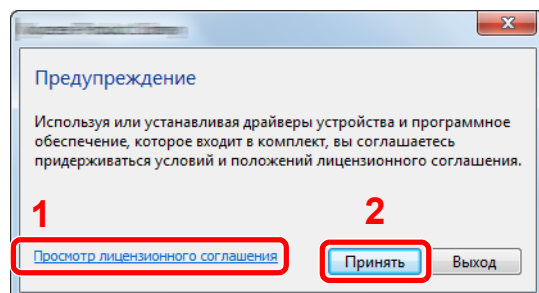 Предупреждение
Используя или устанавливая драйверы устройства и программное
обеспечение, которое входит в комплект, вы соглашаетесь
придерживаться условий и положений лицензионного соглашения.
1
2
Просмотр лицензионного соглашения
Принять
Выход